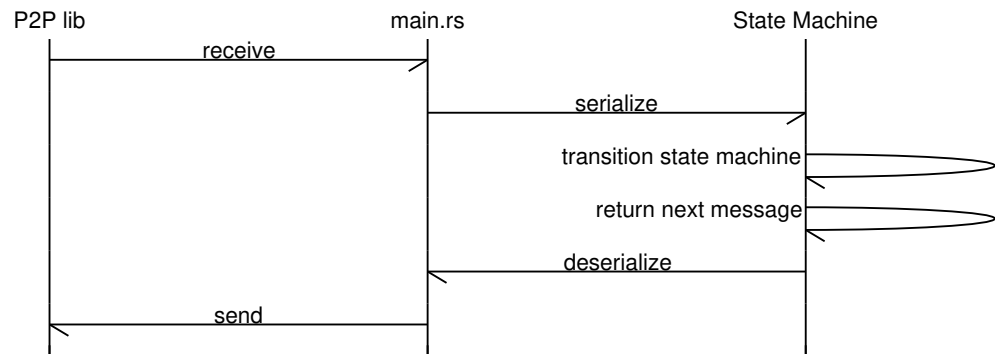 P2P lib
main.rs
State Machine
receive
serialize
transition state machine
return next message
deserialize
send